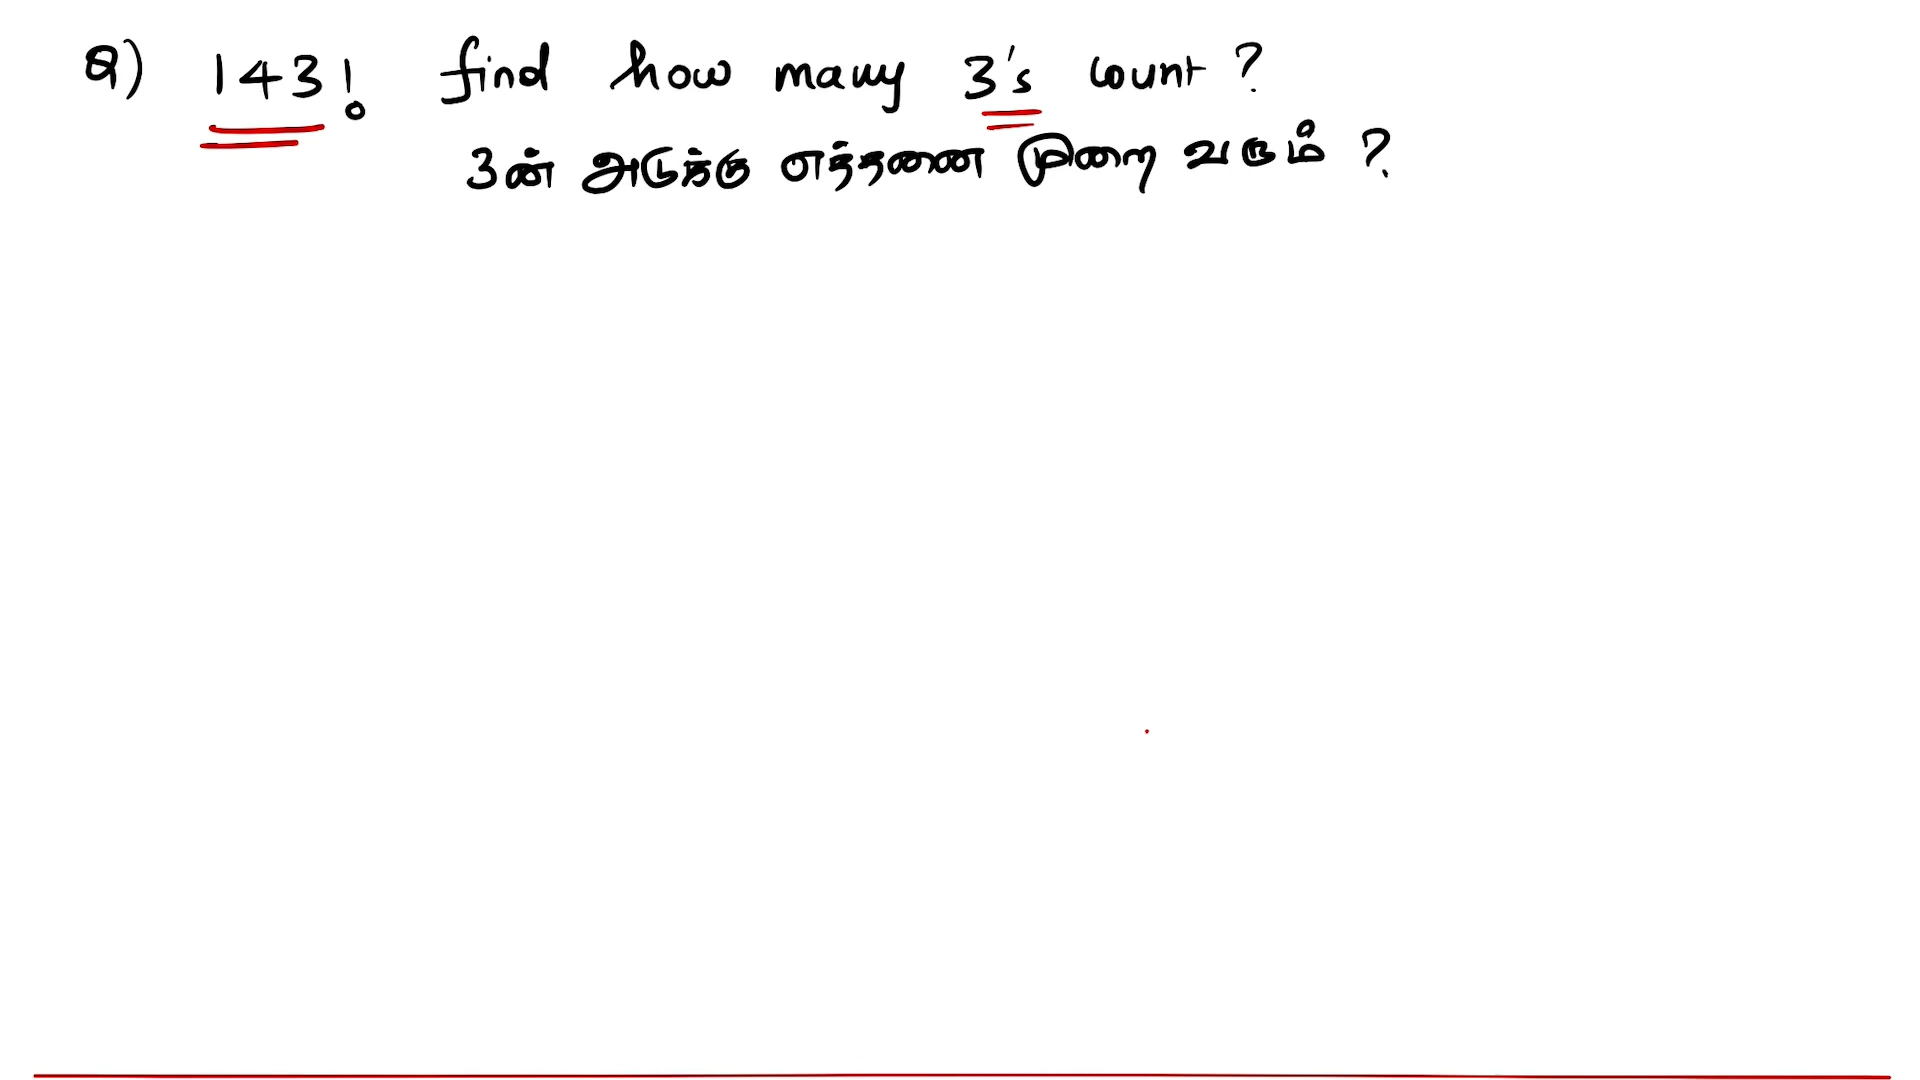 Q) 143! find how many 3's count?
3ன் அடுக்கு எத்தனை முறை வரும்?